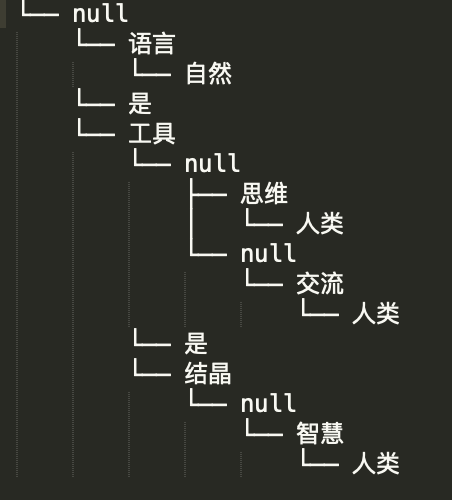 └── null
└── 语言
└── 自然
└── 是
└── 工具
└── null
├── 思维
│ └── 人类
└── null
└── 交流
└── 人类
└── 是
└── 结晶
└── null
└── 智慧
└── 人类